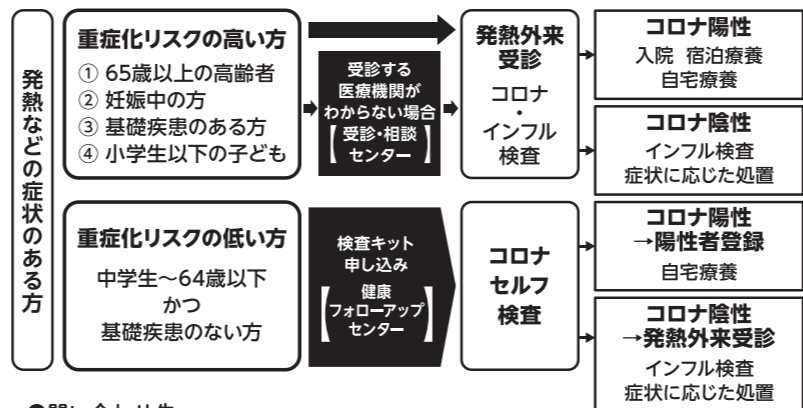 発熱などの症状のある方
重症化リスクの高い方
① 65歳以上の高齢者
② 妊娠中の方
③ 基礎疾患のある方
④ 小学生以下の子ども
受診する
医療機関が
わからない場合
【受診・相談
センター】
発熱外来
受診
コロナ
・
インフル
検査
コロナ陽性
入院 宿泊療養
自宅療養
コロナ陰性
インフル検査
症状に応じた処置
重症化リスクの低い方
中学生～64歳以下
かつ
基礎疾患のない方
検査キット
申し込み
【健康
フォローアップ
センター】
コロナ
セルフ
検査
コロナ陽性
→陽性者登録
自宅療養
コロナ陰性
→発熱外来受診
インフル検査
症状に応じた処置